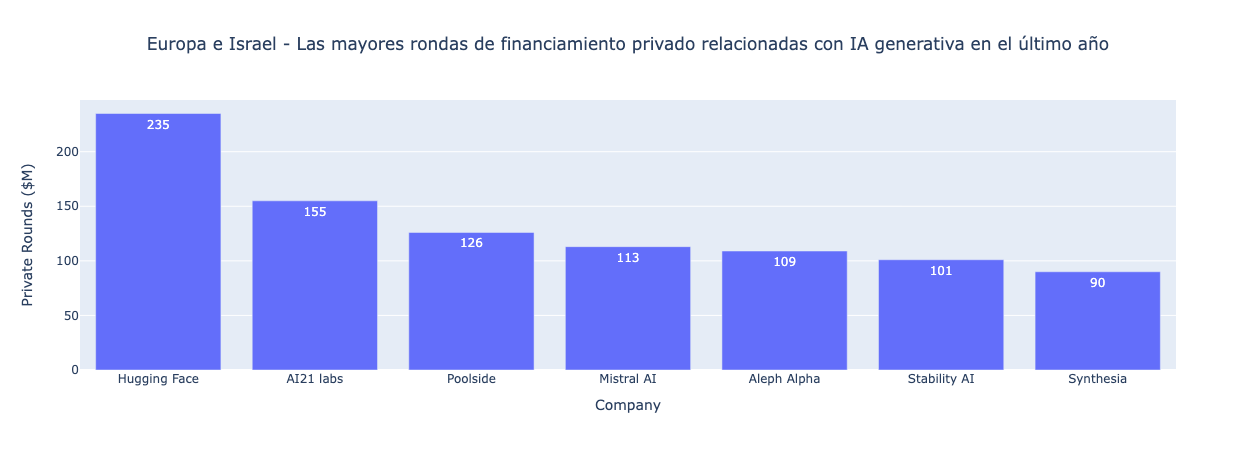 Europa e Israel - Las mayores rondas de financiamiento privado relacionadas con IA generativa en el último año
Private Rounds ($M)
200
150
100
50
0
235
155
126
113
109
101
90
Hugging Face
AI21 labs
Poolside
Mistral AI
Aleph Alpha
Stability AI
Synthesia
Company